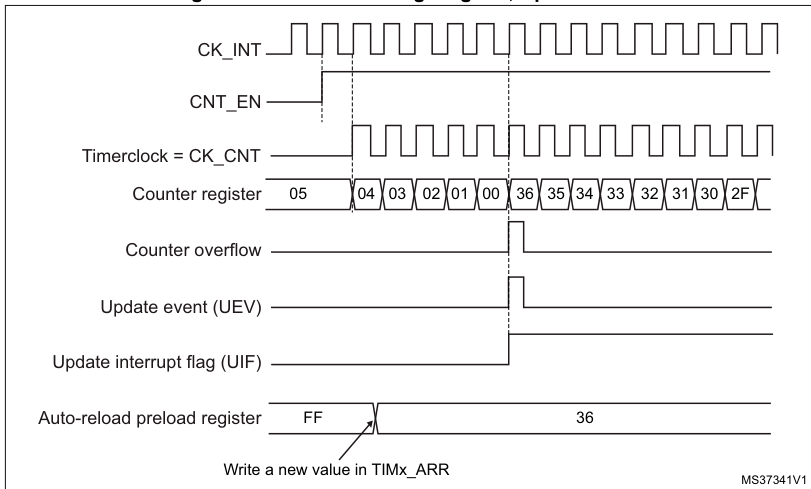 CK_INT
CNT_EN
Timerclock = CK_CNT
Counter register 05 04 03 02 01 00 36 35 34 33 32 31 30 2F
Counter overflow
Update event (UEV)
Update interrupt flag (UIF)
Auto-reload preload register FF 36
Write a new value in TIMx_ARR
MS37341V1